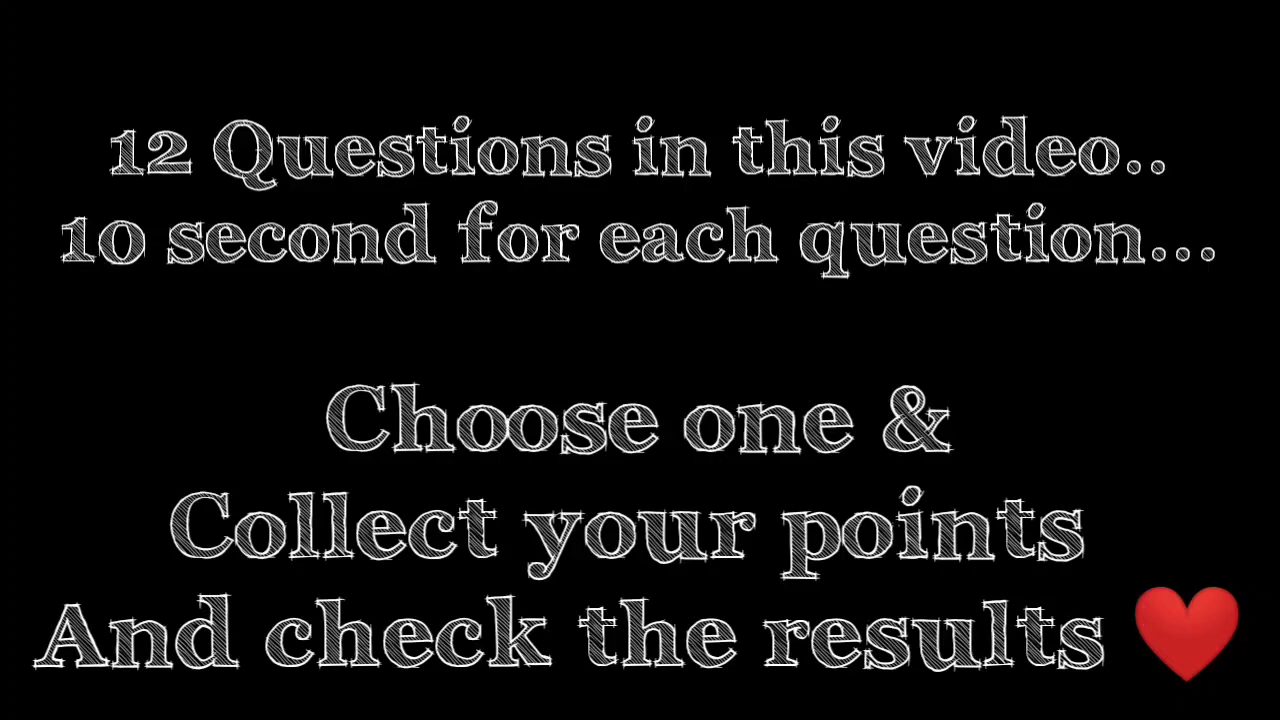 12 Questions in this video..
10 second for each question...
Choose one &
Collect your points
And check the results ❤️